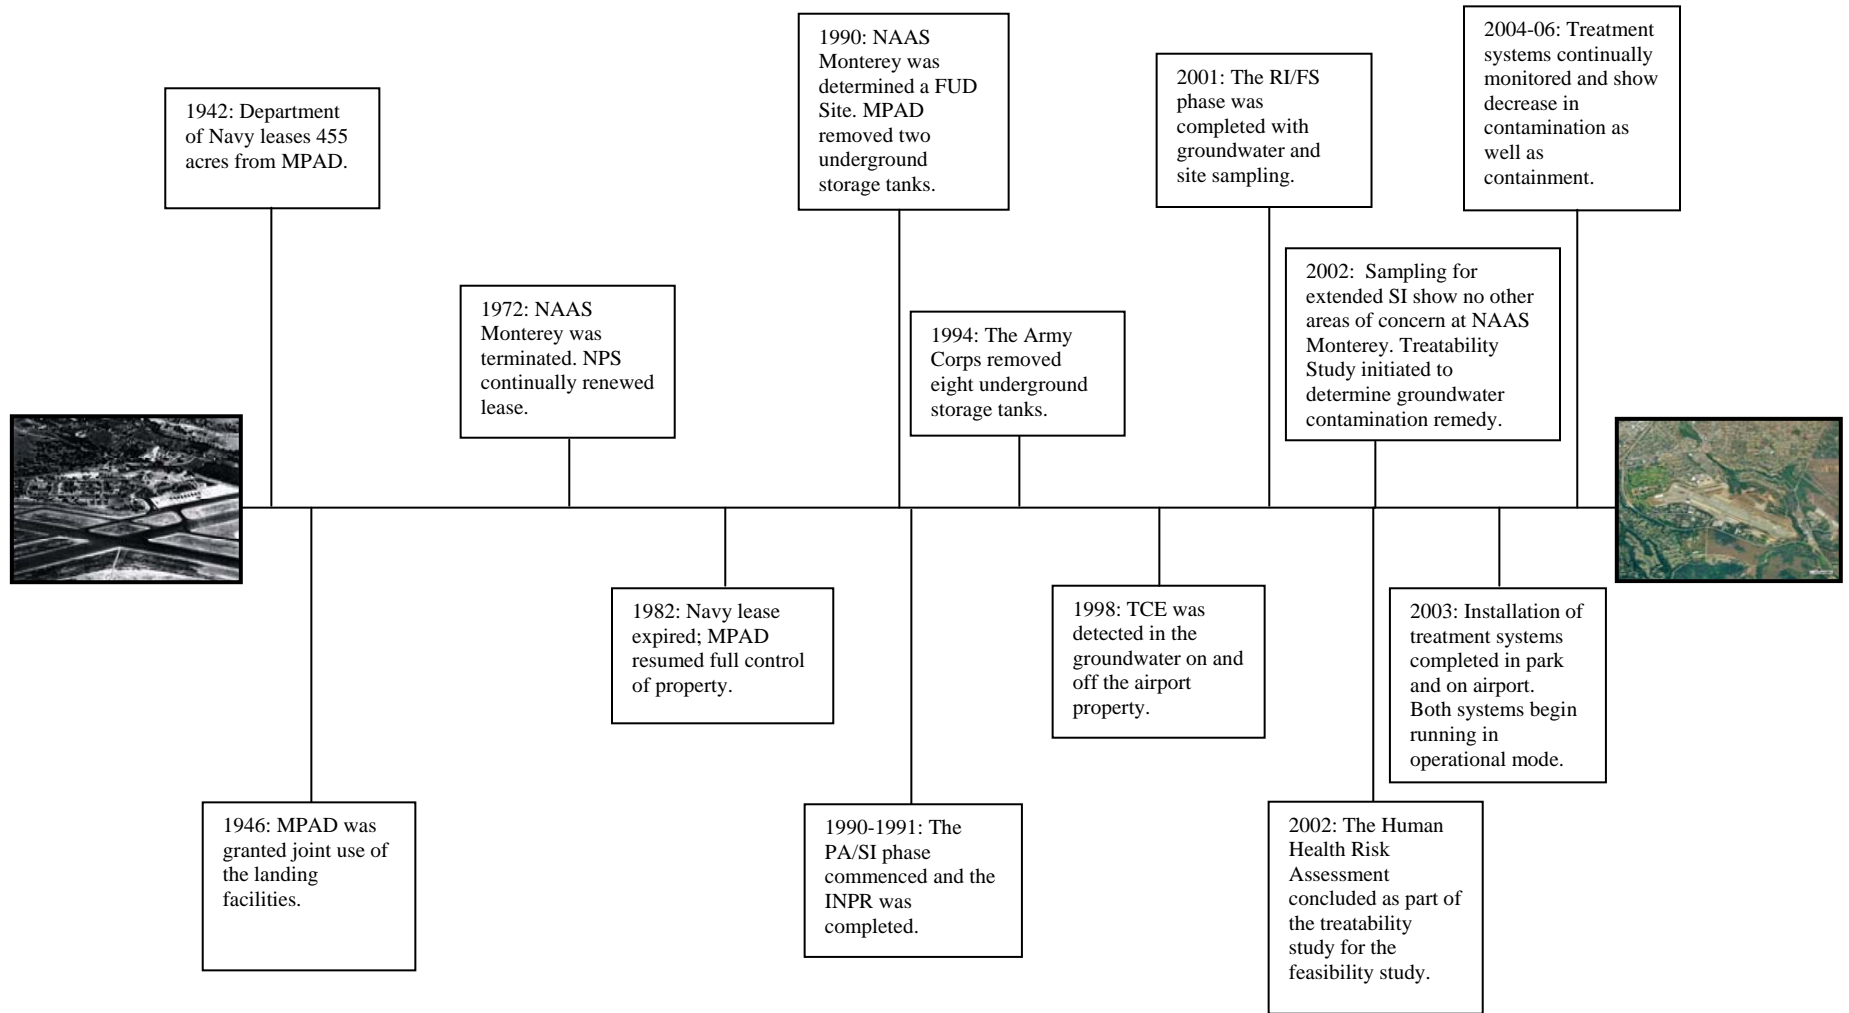 1942: Department
of Navy leases 455
acres from MPAD.
1946: MPAD was
granted joint use of
the landing
facilities.
1972: NAAS
Monterey was
terminated. NPS
continually renewed
lease.
1982: Navy lease
expired; MPAD
resumed full control
of property.
1990: NAAS
Monterey was
determined a FUD
Site. MPAD
removed two
underground
storage tanks.
1990-1991: The
PA/SI phase
commenced and the
INPR was
completed.
1994: The Army
Corps removed
eight underground
storage tanks.
1998: TCE was
detected in the
groundwater on and
off the airport
property.
2001: The RI/FS
phase was
completed with
groundwater and
site sampling.
2002:  Sampling for
extended SI show no other
areas of concern at NAAS
Monterey. Treatability
Study initiated to
determine groundwater
contamination remedy.
2002: The Human
Health Risk
Assessment
concluded as part of
the treatability
study for the
feasibility study.
2003: Installation of
treatment systems
completed in park
and on airport.
Both systems begin
running in
operational mode.
2004-06: Treatment
systems continually
monitored and show
decrease in
contamination as
well as
containment.